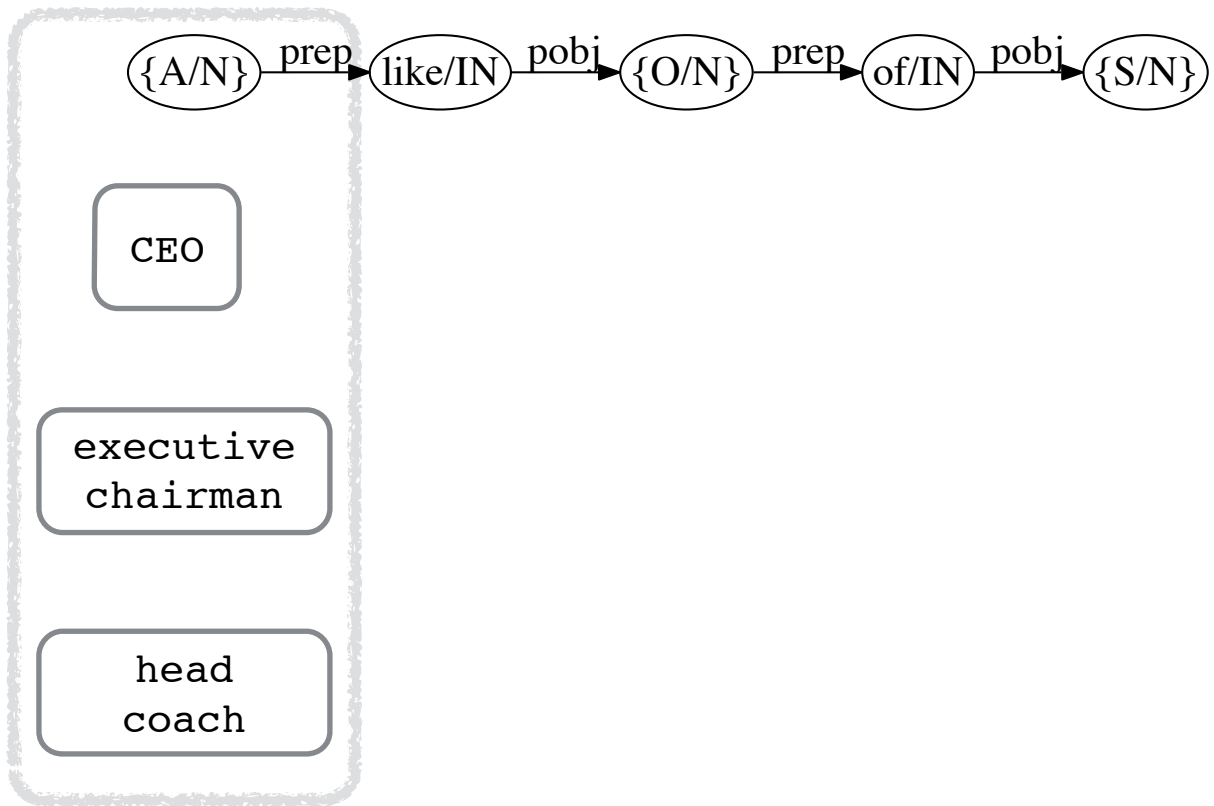 {A/N} prep like/IN pobj {O/N} prep of/IN pobj {S/N}
CEO
executive
chairman
head
coach